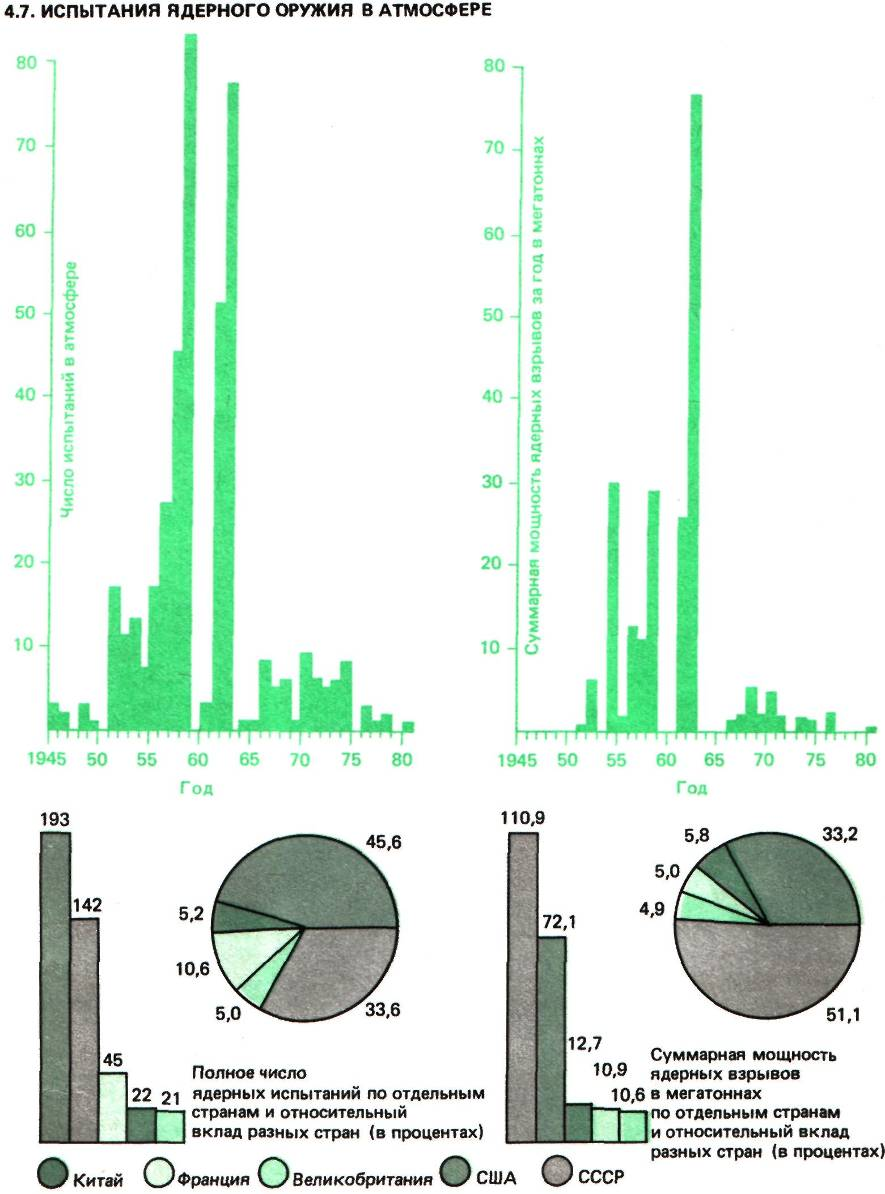 4.7. ИСПЫТАНИЯ ЯДЕРНОГО ОРУЖИЯ В АТМОСФЕРЕ
80
70
60
50
40
30
20
10
Число испытаний в атмосфере
1945 50 55 60 65 70 75 80
Год
80
70
60
50
40
30
20
10
Суммарная мощность ядерных взрывов за год в мегатоннах
1945 50 55 60 65 70 75 80
Год
193
142
45
22
21
45,6
5,2
10,6
5,0
33,6
Полное число
ядерных испытаний по отдельным
странам и относительный
вклад разных стран (в процентах)
110,9
72,1
12,7
10,9
10,6
5,8
33,2
5,0
4,9
51,1
Суммарная мощность
ядерных взрывов
в мегатоннах
по отдельным странам
и относительный вклад
разных стран (в процентах)
Китай Франция Великобритания США СССР